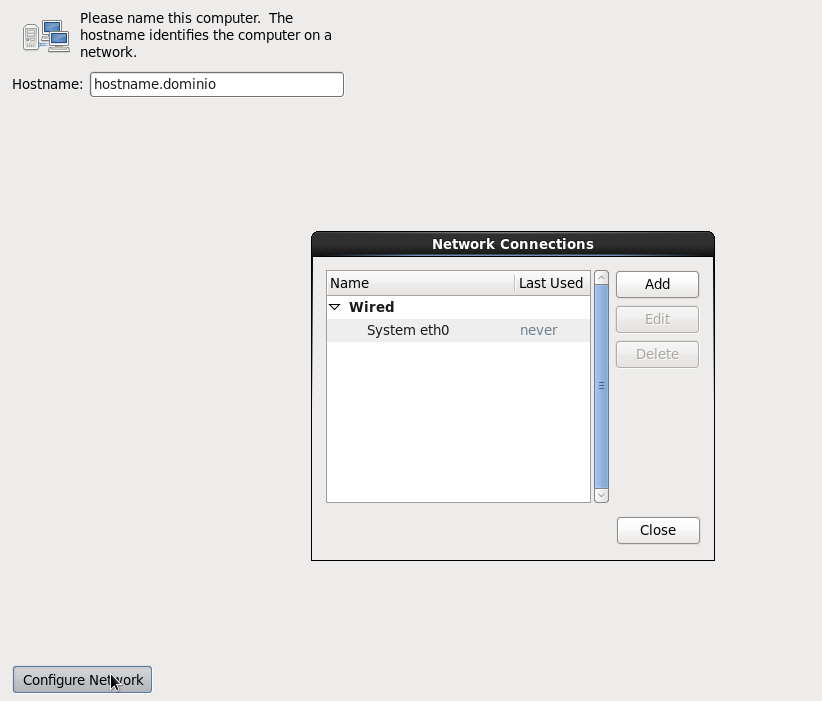 Please name this computer.  The
hostname identifies the computer on a
network.
Hostname: hostname.dominio
Network Connections
Name Last Used
Add
Wired
Edit
System eth0 never
Delete
Close
Configure Network